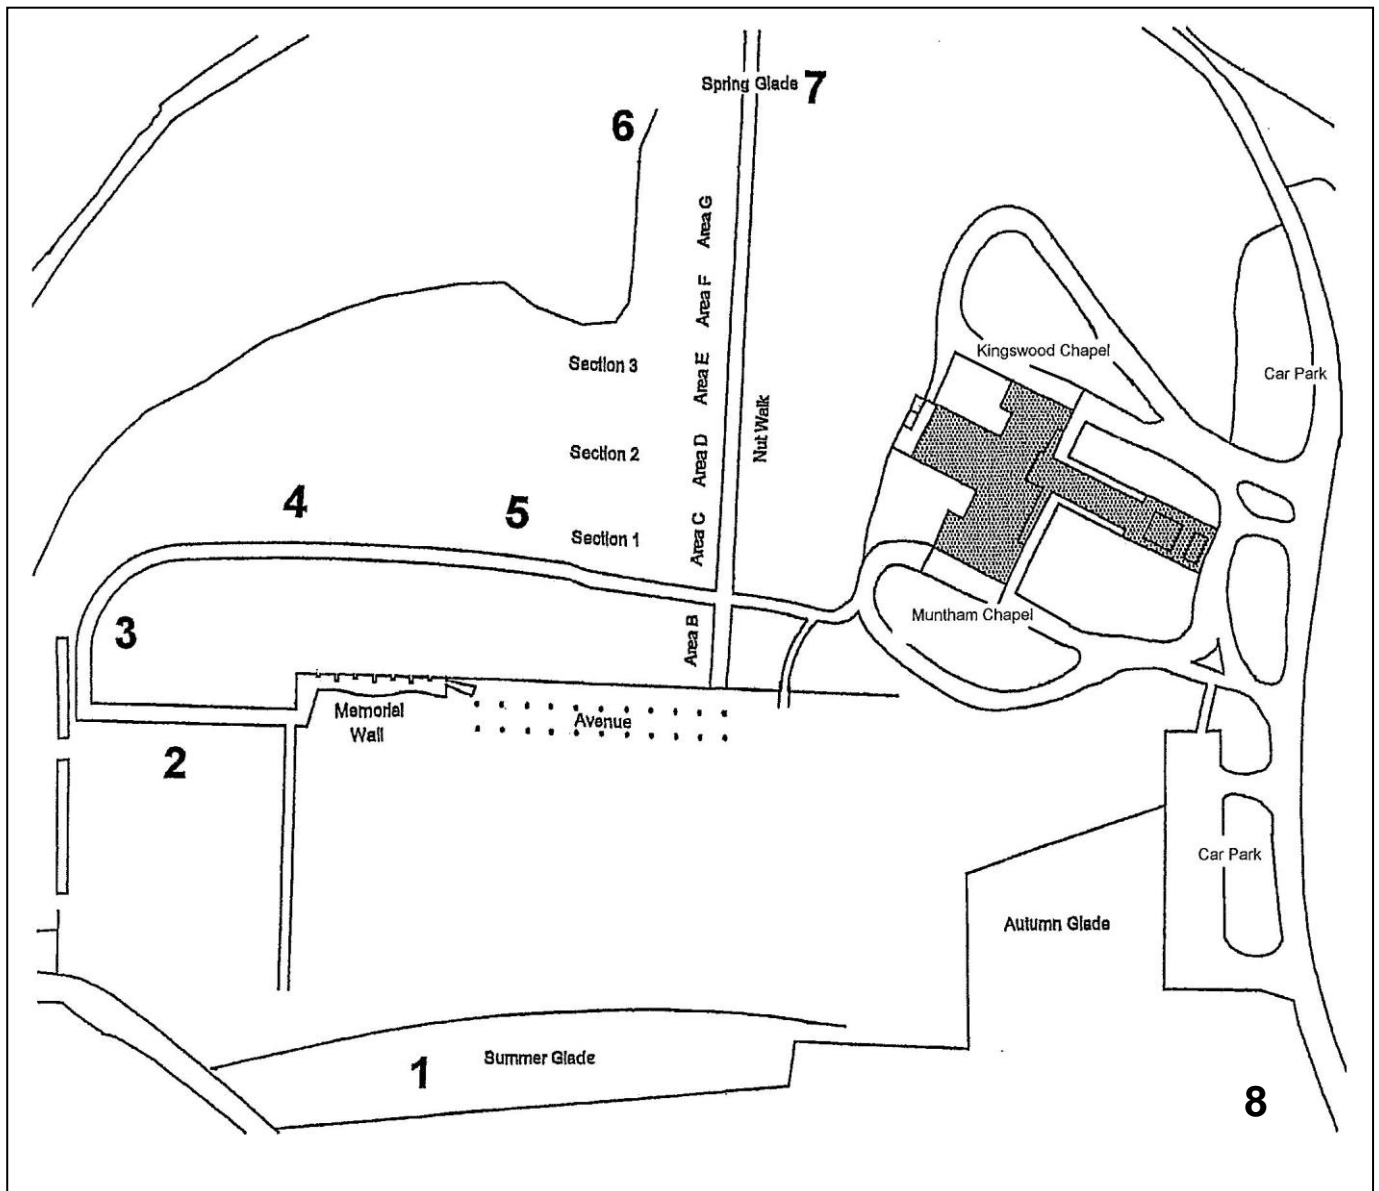 Spring Glade
7
6
Area G
Area F
Kingswood Chapel
Section 3
Area E
Car Park
Nut Walk
Section 2
Area D
4
5
Section 1
Area C
Muntham Chapel
3
Area B
Memorial
Wall
Avenue
2
Car Park
Autumn Glade
Summer Glade
1
8